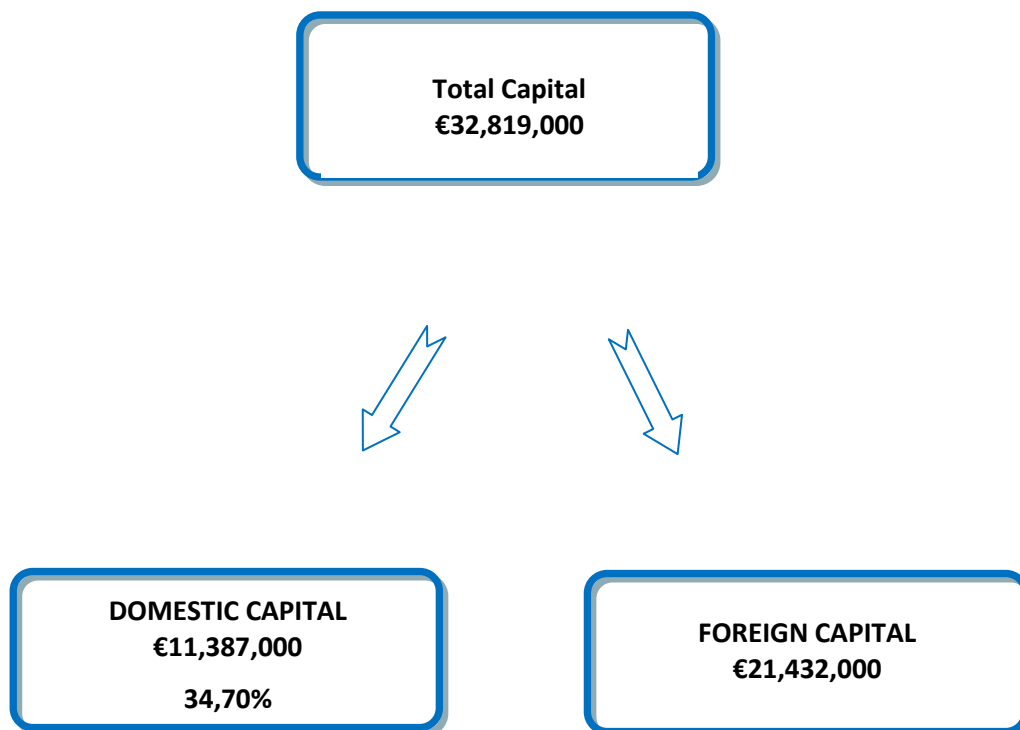 Total Capital
€32,819,000
DOMESTIC CAPITAL
€11,387,000
34,70%
FOREIGN CAPITAL
€21,432,000